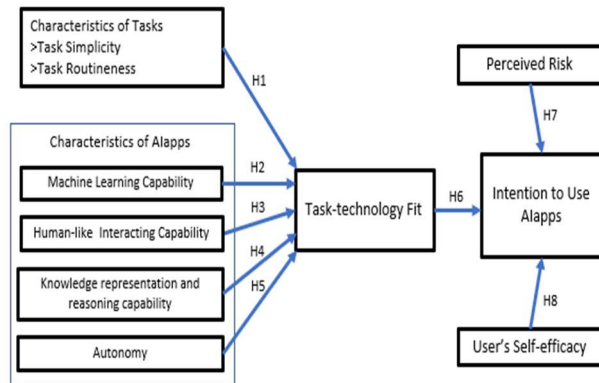 Characteristics of Tasks
>Task Simplicity
>Task Routineness
H1
Characteristics of AIapps
Machine Learning Capability
H2
Human-like Interacting Capability
H3
Knowledge representation and
reasoning capability
H4
Autonomy
H5
Task-technology Fit
H6
Perceived Risk
H7
Intention to Use
AIapps
H8
User's Self-efficacy